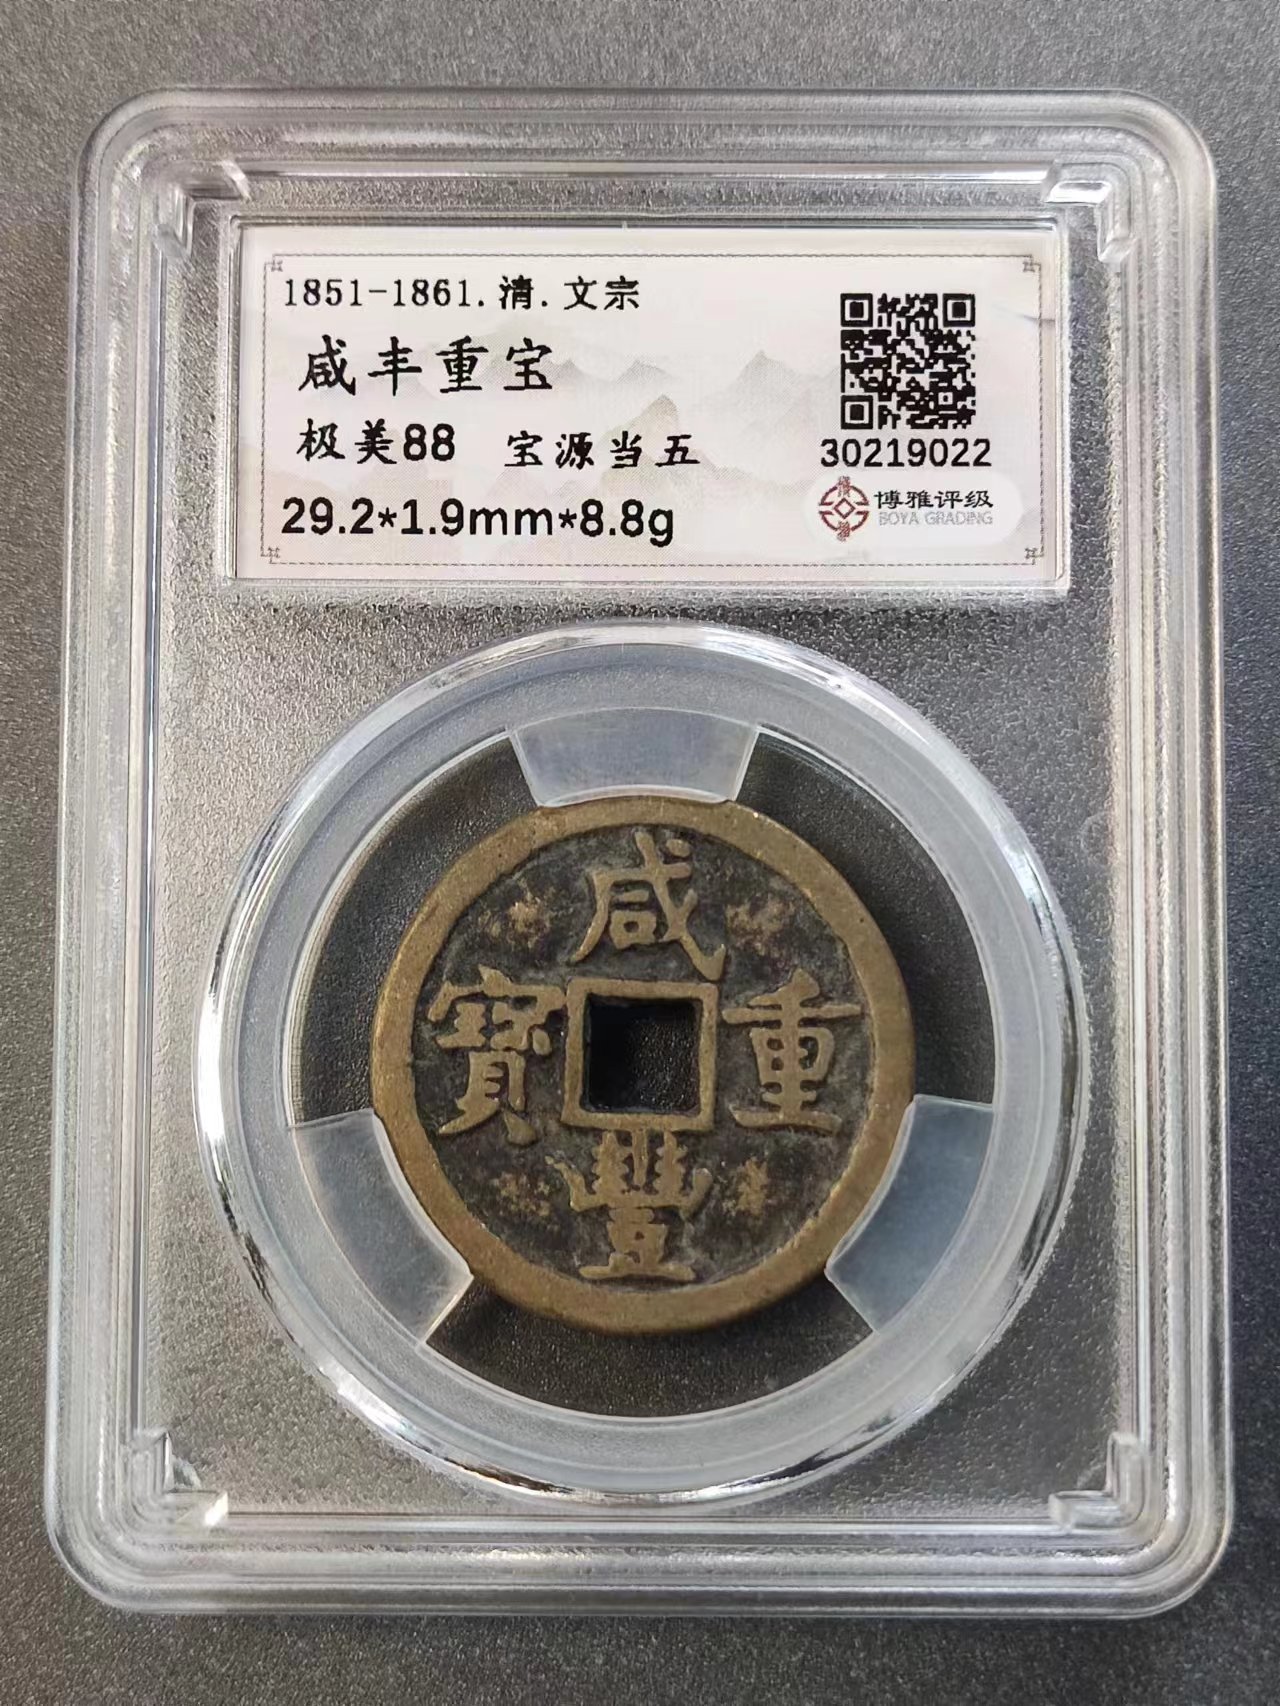 1851-1861.清.文宗
咸丰重宝
极美88 宝源当五
29.2*1.9mm*8.8g
30219022
博雅评级
BOYA GRADING
咸
寶 重
豐